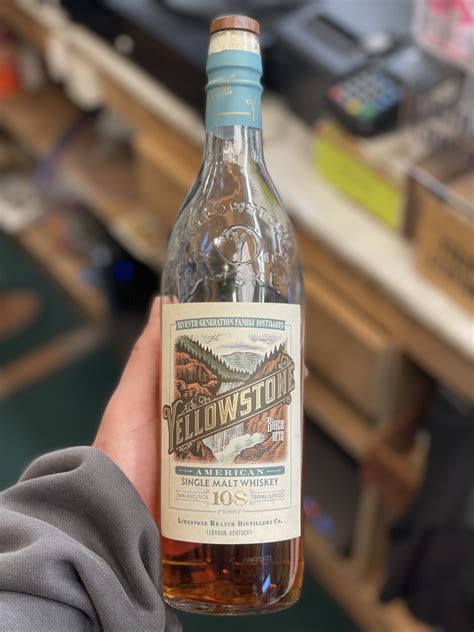 YELLOWSTONE
SEVENTH GENERATION FAMILY DISTILLERS
YELLOWSTONE
Since
1872
AMERICAN
SINGLE MALT WHISKEY
54% ALC/VOL 108 750ML
PROOF
LIMESTONE BRANCH DISTILLERY CO.
LEBANON, KENTUCKY